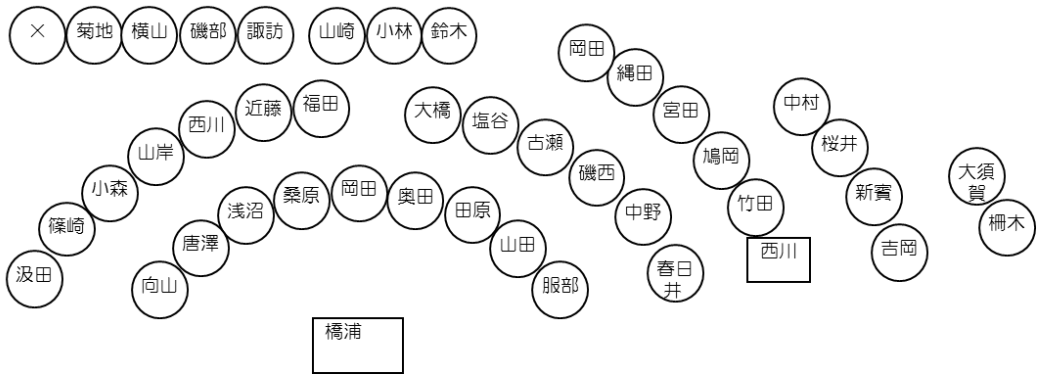 × 菊地 横山 磯部 諏訪 山崎 小林 鈴木
岡田
縄田
宮田
鳩岡
竹田
西川
中村
桜井
新賓
吉岡
大須
賀
柵木
福田
近藤
西川
山岸
小森
篠崎
汲田
大橋
塩谷
古瀬
磯西
中野
春日
井
向山
唐澤
浅沼
桑原
岡田
奥田
田原
山田
服部
橋浦